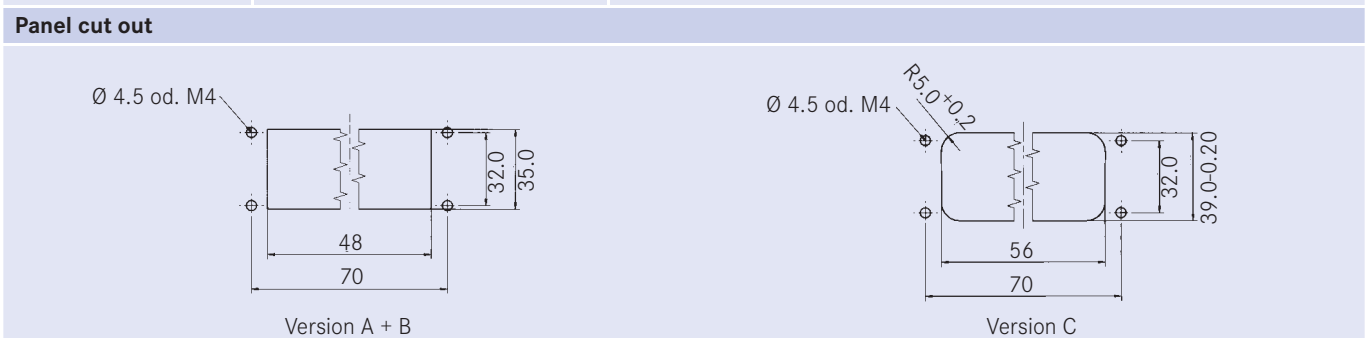 Panel cut out
Ø 4.5 od. M4
32.0
35.0
48
70
Version A + B
Ø 4.5 od. M4
R5.0+0.2
32.0
39.0-0.20
56
70
Version C